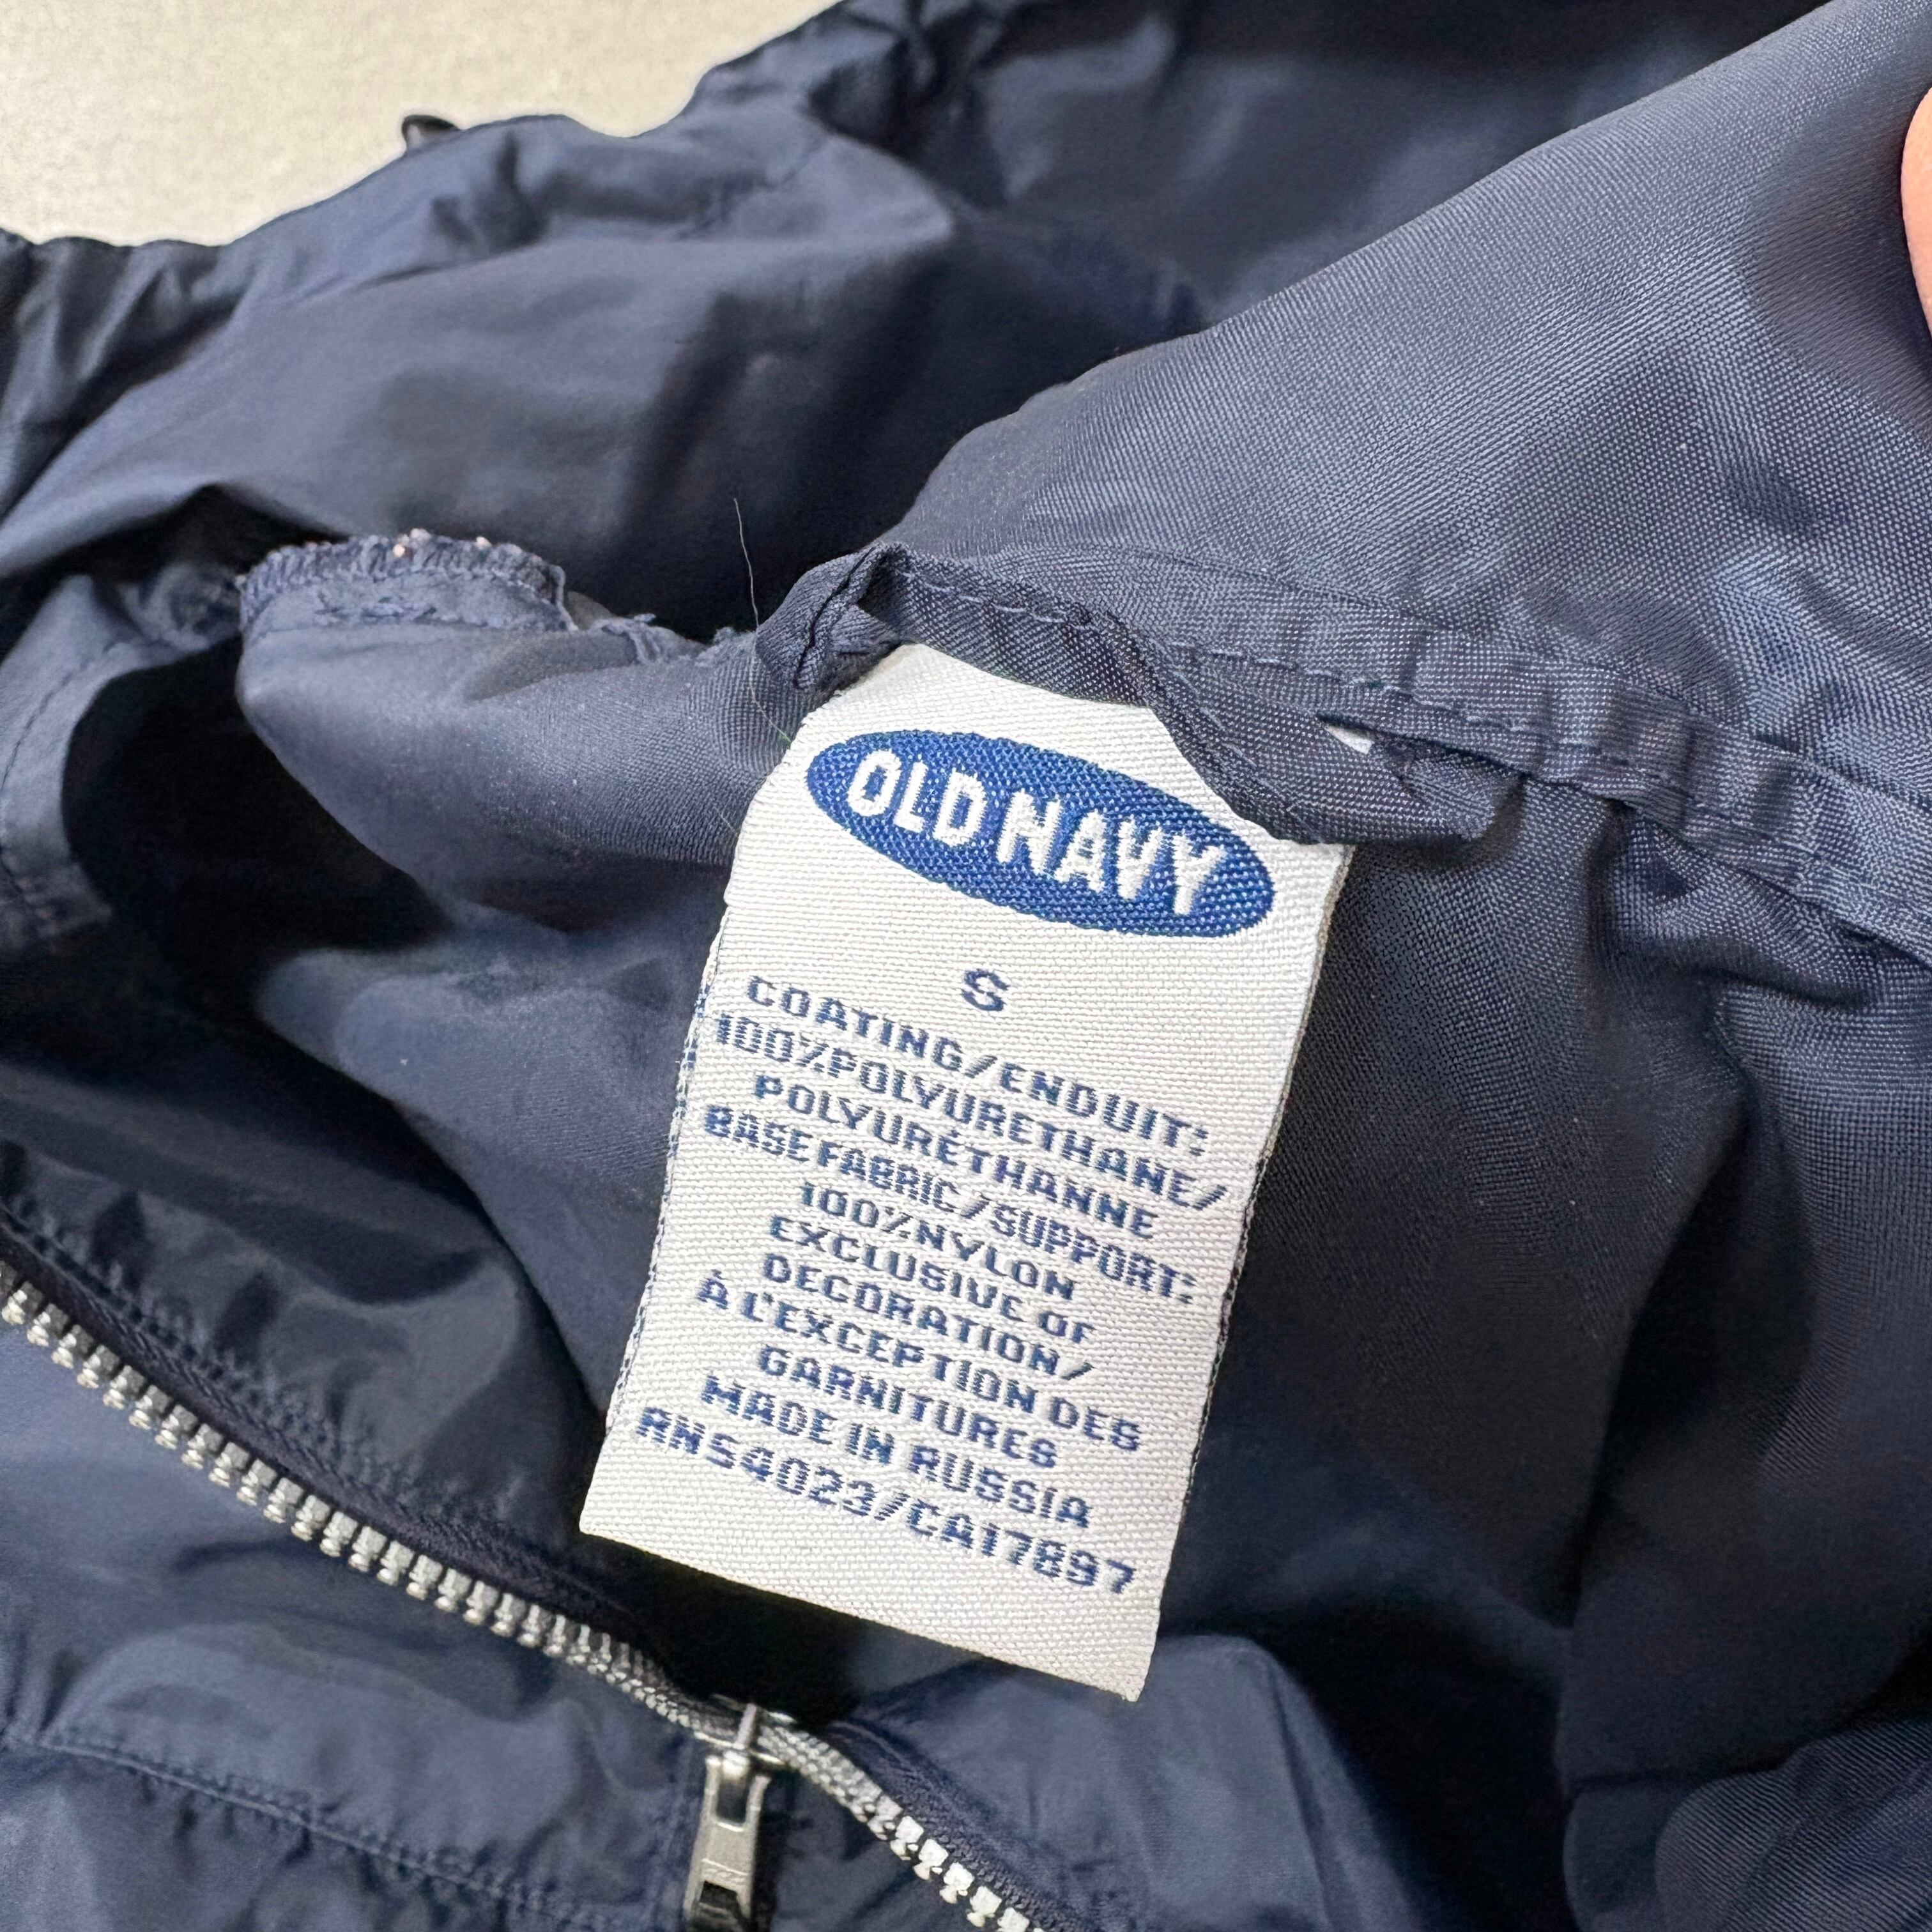 OLD NAVY
S
COATING/ENDUIT:
100%POLYURETHANE/
POLYURÉTHANNE
BASE FABRIC/SUPPORT:
100%NYLON
EXCLUSIVE OF
DECORATION/
À L'EXCEPTION DES
GARNITURES
MADE IN RUSSIA
RN54023/CA17897